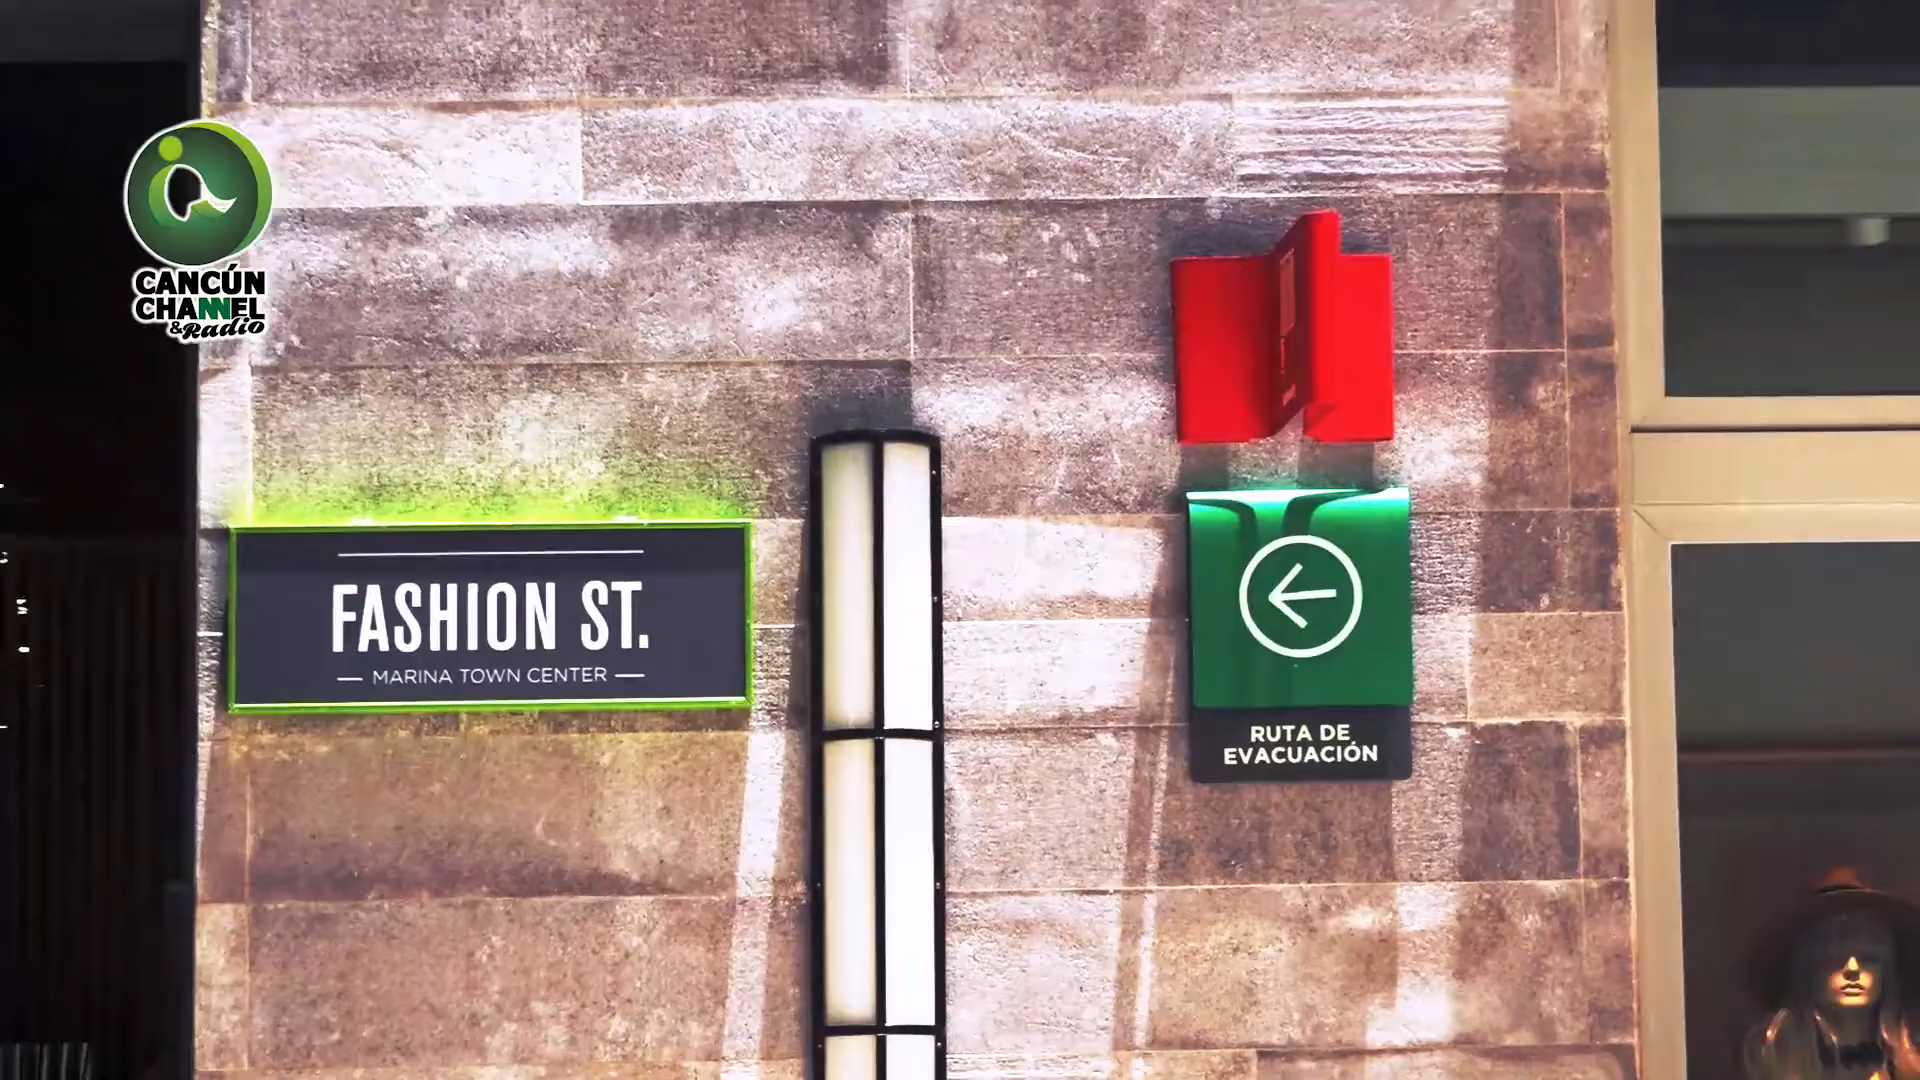 CANCÚN
CHANNEL
&Radio
FASHION ST.
MARINA TOWN CENTER
RUTA DE
EVACUACIÓN